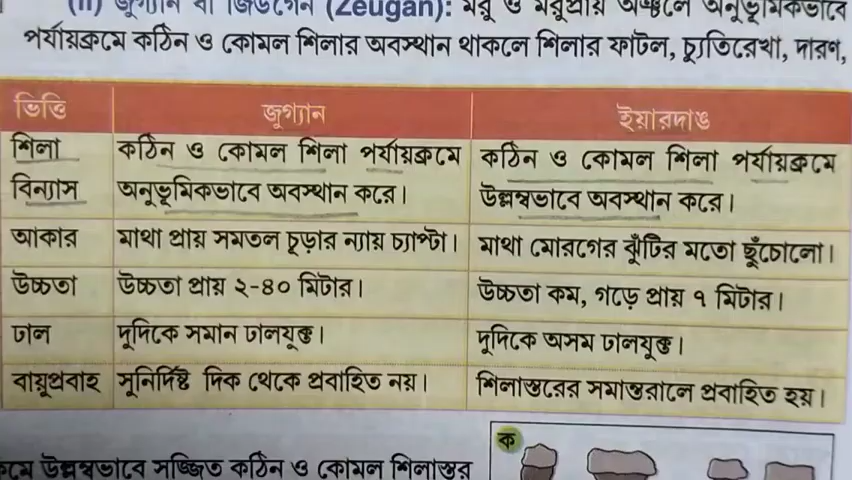 (ii) জুগ্যান বা জিউগেন (Zeugan): মরু ও মরুপ্রায় অঞ্চলে অনুভূমিকভাবে
পর্যায়ক্রমে কঠিন ও কোমল শিলার অবস্থান থাকলে শিলার ফাটল, চ্যুতিরেখা, দারণ,
ভিত্তি জুগ্যান ইয়ারদাঙ
শিলা কঠিন ও কোমল শিলা পর্যায়ক্রমে কঠিন ও কোমল শিলা পর্যায়ক্রমে
বিন্যাস অনুভূমিকভাবে অবস্থান করে। উল্লম্বভাবে অবস্থান করে।
আকার মাথা প্রায় সমতল চূড়ার ন্যায় চ্যাপ্টা। মাথা মোরগের ঝুঁটির মতো ছুঁচোলো।
উচ্চতা উচ্চতা প্রায় ২-৪০ মিটার। উচ্চতা কম, গড়ে প্রায় ৭ মিটার।
ঢাল দুদিকে সমান ঢালযুক্ত। দুদিকে অসম ঢালযুক্ত।
বায়ুপ্রবাহ সুনির্দিষ্ট দিক থেকে প্রবাহিত নয়। শিলাস্তরের সমান্তরালে প্রবাহিত হয়।
ক
উল্লম্বভাবে সজ্জিত কঠিন ও কোমল শিলাস্তর